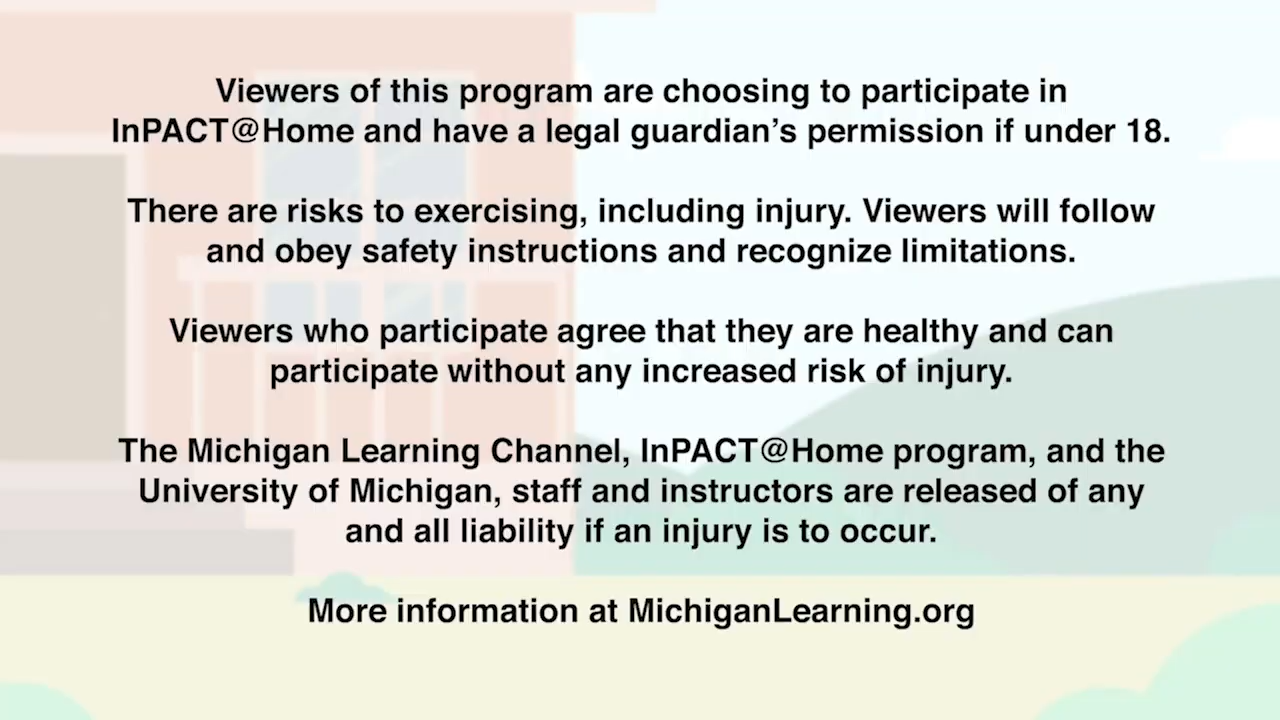 Viewers of this program are choosing to participate in
InPACT@Home and have a legal guardian’s permission if under 18.
There are risks to exercising, including injury. Viewers will follow
and obey safety instructions and recognize limitations.
Viewers who participate agree that they are healthy and can
participate without any increased risk of injury.
The Michigan Learning Channel, InPACT@Home program, and the
University of Michigan, staff and instructors are released of any
and all liability if an injury is to occur.
More information at MichiganLearning.org